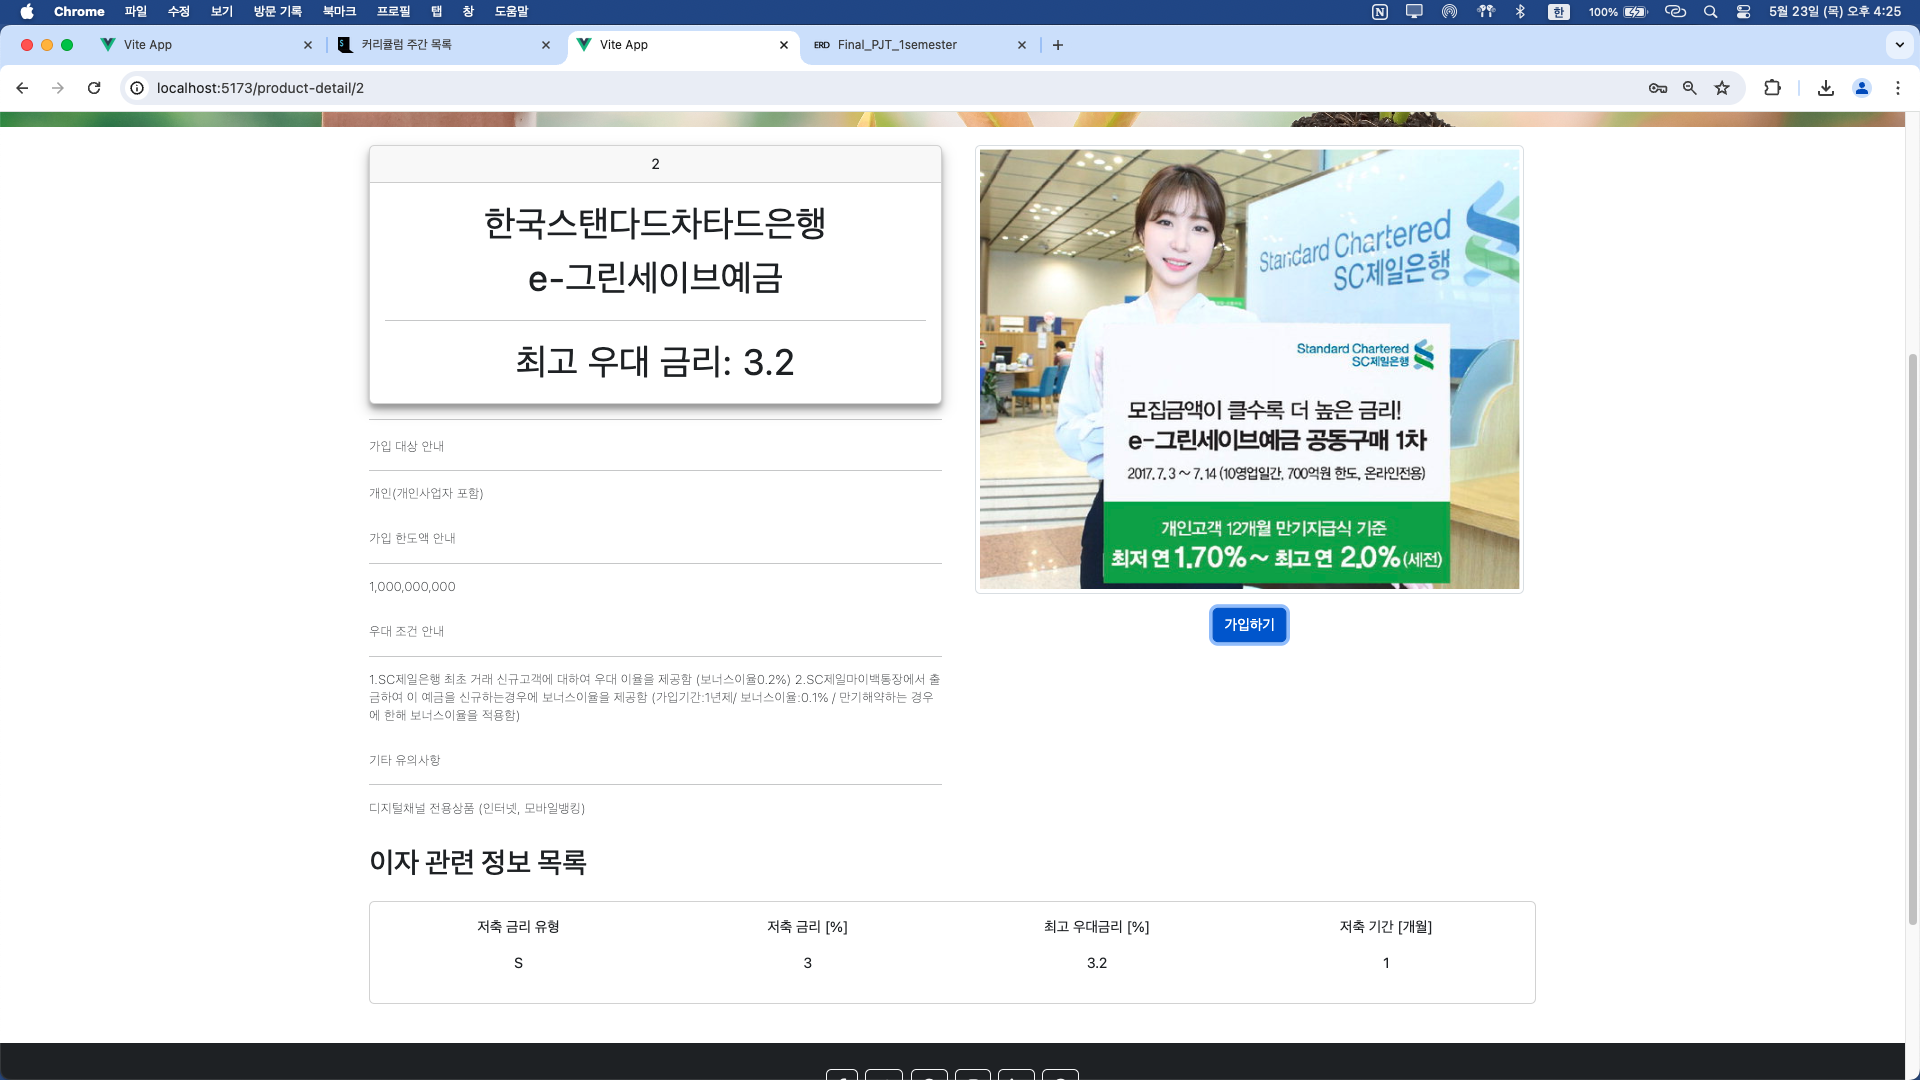 Chrome 파일 수정 보기 방문 기록 북마크 프로필 탭 창 도움말 한 100% 5월 23일 (목) 오후 4:25
Vite App 커리큘럼 주간 목록 Vite App ERD Final_PJT_1semester
localhost:5173/product-detail/2
2
한국스탠다드차타드은행
e-그린세이브예금
최고 우대 금리: 3.2
가입 대상 안내
개인(개인사업자 포함)
가입 한도액 안내
1,000,000,000
우대 조건 안내
1.SC제일은행 최초 거래 신규고객에 대하여 우대 이율을 제공함 (보너스이율0.2%) 2.SC제일마이백통장에서 출
금하여 이 예금을 신규하는경우에 보너스이율을 제공함 (가입기간:1년제/ 보너스이율:0.1% / 만기해약하는 경우
에 한해 보너스이율을 적용함)
기타 유의사항
디지털채널 전용상품 (인터넷, 모바일뱅킹)
Standard Chartered
SC제일은행
Standard Chartered
SC제일은행
모집금액이 클수록 더 높은 금리!
e-그린세이브예금 공동구매 1차
2017. 7. 3 ~ 7. 14 (10영업일간, 700억원 한도, 온라인전용)
개인고객 12개월 만기지급식 기준
최저 연 1.70% ~ 최고 연 2.0% (세전)
가입하기
이자 관련 정보 목록
저축 금리 유형 저축 금리 [%] 최고 우대금리 [%] 저축 기간 [개월]
S 3 3.2 1